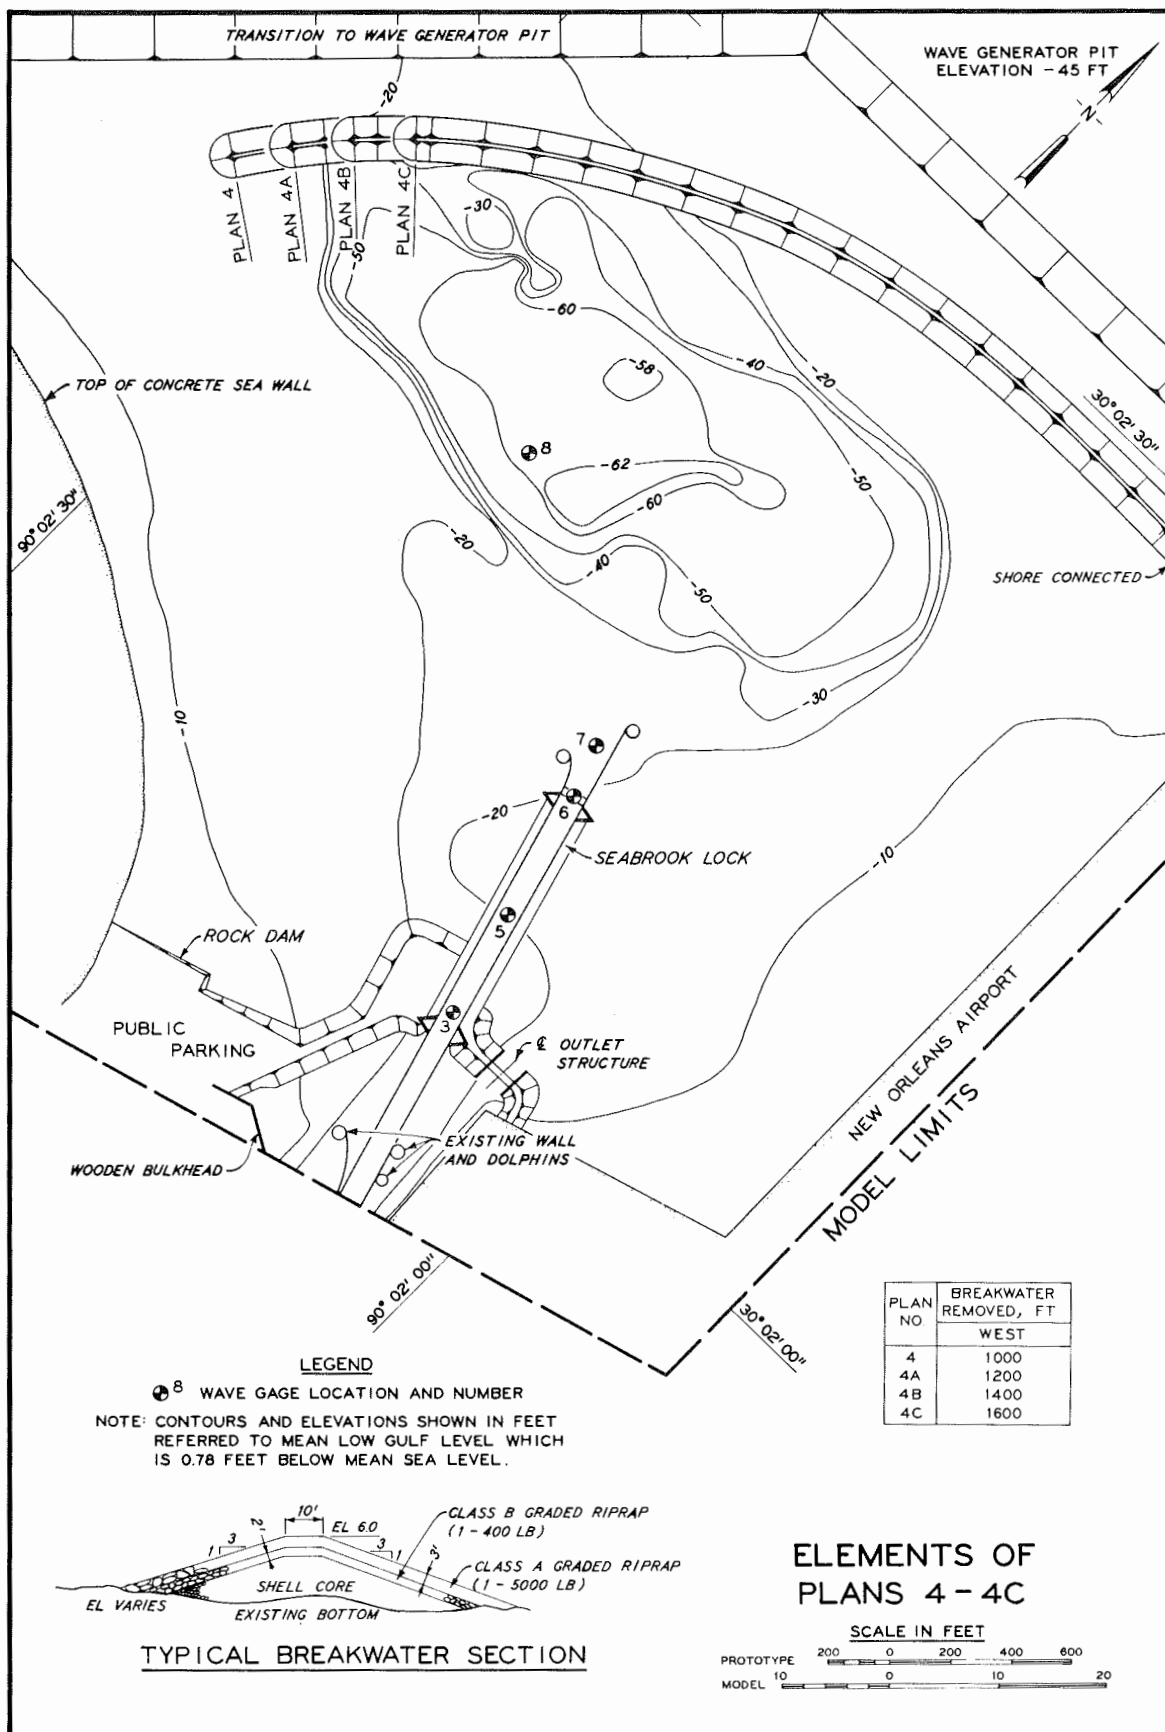 TRANSITION TO WAVE GENERATOR PIT
WAVE GENERATOR PIT
ELEVATION -45 FT
N
-20
PLAN 4
PLAN 4A
PLAN 4B
PLAN 4C
-30
-50
-60
-58
-40
-20
30° 02' 30"
TOP OF CONCRETE SEA WALL
8
-62
-60
-50
90° 02' 30"
-20
-40
-50
SHORE CONNECTED
-30
-10
7
6
-20
SEABROOK LOCK
-10
5
ROCK DAM
3
PUBLIC
PARKING
℄ OUTLET
STRUCTURE
NEW ORLEANS AIRPORT
MODEL LIMITS
EXISTING WALL
AND DOLPHINS
WOODEN BULKHEAD
90° 02' 00"
30° 02' 00"
PLAN
NO.
BREAKWATER
REMOVED, FT
WEST
4 1000
4A 1200
4B 1400
4C 1600
LEGEND
8 WAVE GAGE LOCATION AND NUMBER
NOTE: CONTOURS AND ELEVATIONS SHOWN IN FEET
REFERRED TO MEAN LOW GULF LEVEL WHICH
IS 0.78 FEET BELOW MEAN SEA LEVEL.
10'
EL 6.0
2'
3
1
3
1
3'
CLASS B GRADED RIPRAP
(1 - 400 LB)
CLASS A GRADED RIPRAP
(1 - 5000 LB)
SHELL CORE
EL VARIES
EXISTING BOTTOM
TYPICAL BREAKWATER SECTION
ELEMENTS OF
PLANS 4 - 4C
SCALE IN FEET
PROTOTYPE 200 0 200 400 600
MODEL 10 0 10 20